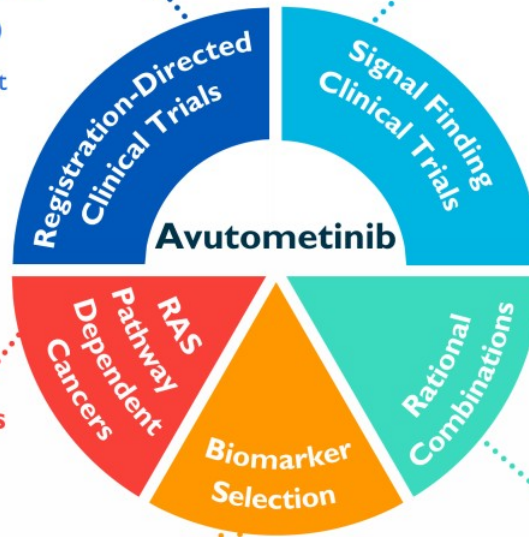 Registration-Directed
Clinical Trials
Signal Finding
Clinical Trials
Avutometinib
RAS
Pathway
Dependent
Cancers
Biomarker
Selection
Rational
Combinations